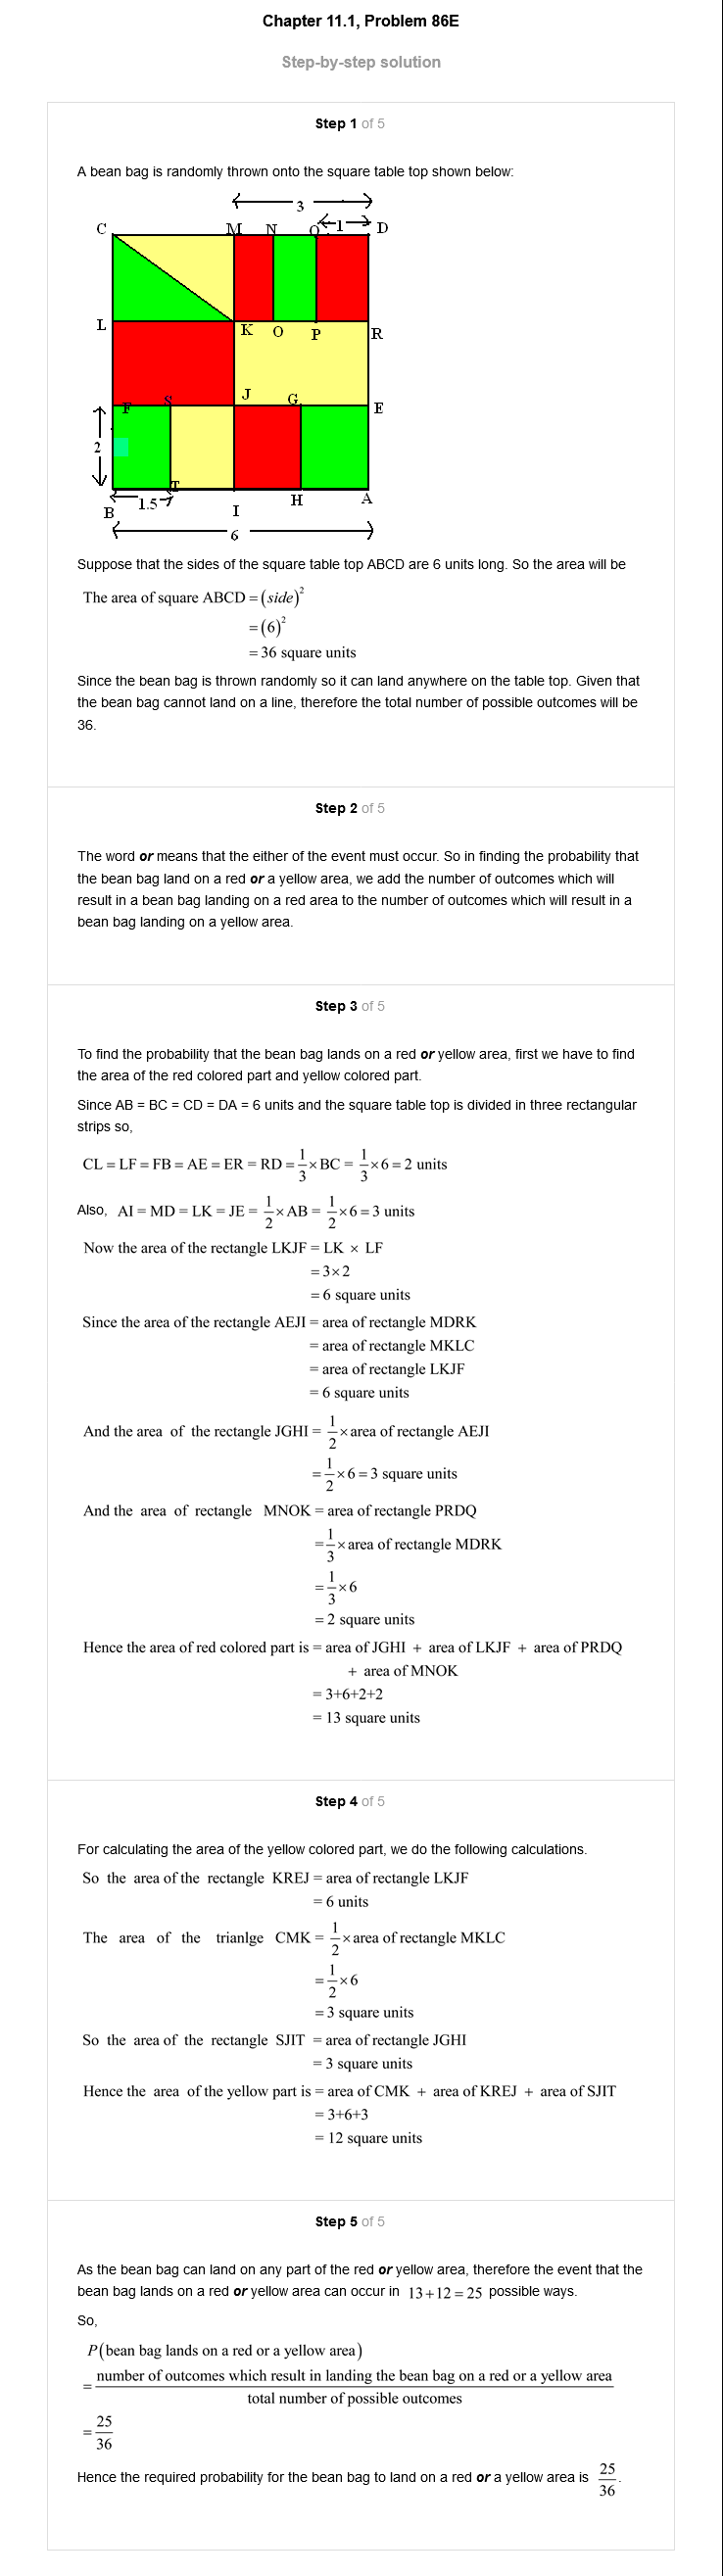 Chapter 11.1, Problem 86E
Step-by-step solution
Step 1 of 5
A bean bag is randomly thrown onto the square table top shown below:
3
C M N Q 1 D
L K O P R
F S J G E
2
B 1.5 T I H A
6
Suppose that the sides of the square table top ABCD are 6 units long. So the area will be
The area of square ABCD = (side)²
= (6)²
= 36 square units
Since the bean bag is thrown randomly so it can land anywhere on the table top. Given that
the bean bag cannot land on a line, therefore the total number of possible outcomes will be
36.
Step 2 of 5
The word or means that the either of the event must occur. So in finding the probability that
the bean bag land on a red or a yellow area, we add the number of outcomes which will
result in a bean bag landing on a red area to the number of outcomes which will result in a
bean bag landing on a yellow area.
Step 3 of 5
To find the probability that the bean bag lands on a red or yellow area, first we have to find
the area of the red colored part and yellow colored part.
Since AB = BC = CD = DA = 6 units and the square table top is divided in three rectangular
strips so,
CL = LF = FB = AE = ER = RD = 1/3 × BC = 1/3 × 6 = 2 units
Also, AI = MD = LK = JE = 1/2 × AB = 1/2 × 6 = 3 units
Now the area of the rectangle LKJF = LK × LF
= 3×2
= 6 square units
Since the area of the rectangle AEJI = area of rectangle MDRK
= area of rectangle MKLC
= area of rectangle LKJF
= 6 square units
And the area of the rectangle JGHI = 1/2 × area of rectangle AEJI
= 1/2 × 6 = 3 square units
And the area of rectangle MNOK = area of rectangle PRDQ
= 1/3 × area of rectangle MDRK
= 1/3 × 6
= 2 square units
Hence the area of red colored part is = area of JGHI + area of LKJF + area of PRDQ
+ area of MNOK
= 3+6+2+2
= 13 square units
Step 4 of 5
For calculating the area of the yellow colored part, we do the following calculations.
So the area of the rectangle KREJ = area of rectangle LKJF
= 6 units
The area of the trianlge CMK = 1/2 × area of rectangle MKLC
= 1/2 × 6
= 3 square units
So the area of the rectangle SJIT = area of rectangle JGHI
= 3 square units
Hence the area of the yellow part is = area of CMK + area of KREJ + area of SJIT
= 3+6+3
= 12 square units
Step 5 of 5
As the bean bag can land on any part of the red or yellow area, therefore the event that the
bean bag lands on a red or yellow area can occur in 13+12 = 25 possible ways.
So,
P(bean bag lands on a red or a yellow area)
= number of outcomes which result in landing the bean bag on a red or a yellow area
total number of possible outcomes
= 25/36
Hence the required probability for the bean bag to land on a red or a yellow area is 25/36.